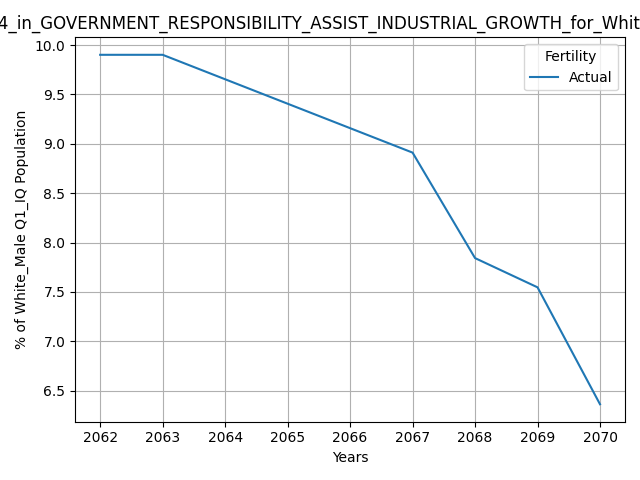 4_in_GOVERNMENT_RESPONSIBILITY_ASSIST_INDUSTRIAL_GROWTH_for_Whit
10.0
9.5
9.0
8.5
8.0
7.5
7.0
6.5
% of White_Male Q1_IQ Population
Fertility
Actual
2062 2063 2064 2065 2066 2067 2068 2069 2070
Years